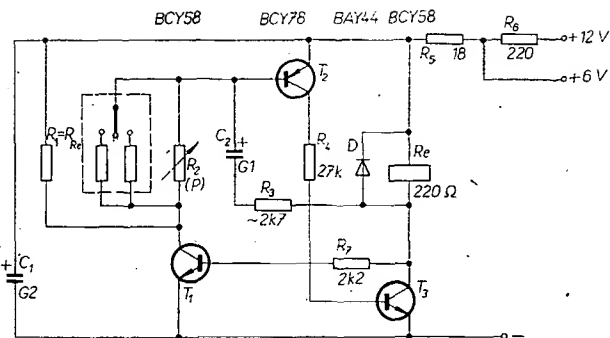 BCY58 BCY78 BAY44 BCY58
R6
+12 V
R5 18 220
+6 V
T2
R1=RRe
C2 + R4 D Re
R2
(P)
G1 27k 220 Ω
R3
~2k7
+ C1
G2
R7
T1 2k2 T3
−